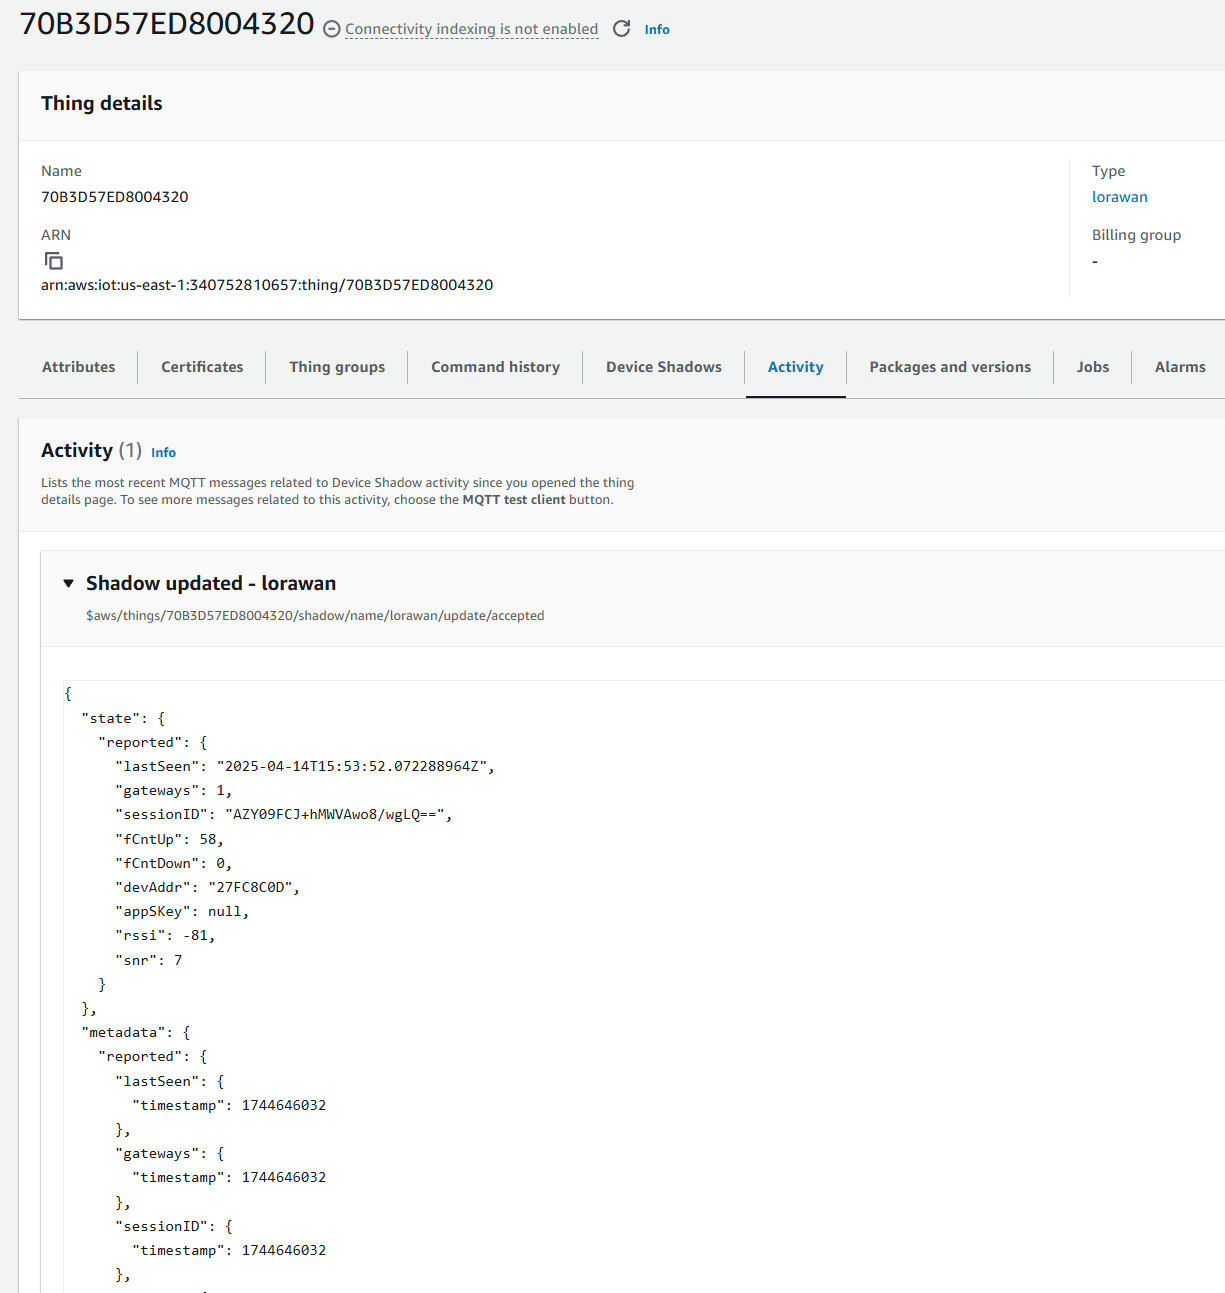 70B3D57ED8004320 Connectivity indexing is not enabled Info
Thing details
Name
70B3D57ED8004320
ARN
arn:aws:iot:us-east-1:340752810657:thing/70B3D57ED8004320
Type
lorawan
Billing group
-
Attributes Certificates Thing groups Command history Device Shadows Activity Packages and versions Jobs Alarms
Activity (1) Info
Lists the most recent MQTT messages related to Device Shadow activity since you opened the thing
details page. To see more messages related to this activity, choose the MQTT test client button.
Shadow updated - lorawan
$aws/things/70B3D57ED8004320/shadow/name/lorawan/update/accepted
{
  "state": {
    "reported": {
      "lastSeen": "2025-04-14T15:53:52.072288964Z",
      "gateways": 1,
      "sessionID": "AZY09FCJ+hMWVAwo8/wgLQ==",
      "fCntUp": 58,
      "fCntDown": 0,
      "devAddr": "27FC8C0D",
      "appSKey": null,
      "rssi": -81,
      "snr": 7
    }
  },
  "metadata": {
    "reported": {
      "lastSeen": {
        "timestamp": 1744646032
      },
      "gateways": {
        "timestamp": 1744646032
      },
      "sessionID": {
        "timestamp": 1744646032
      },